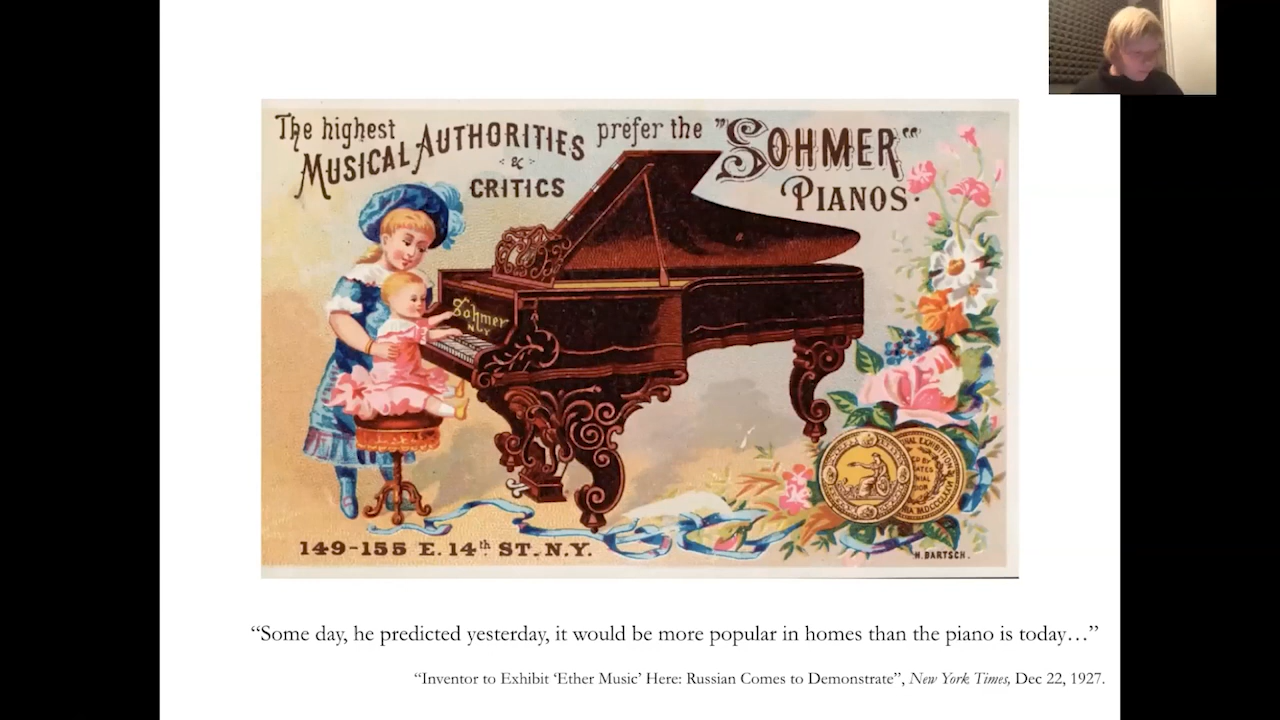 The highest
MUSICAL AUTHORITIES
& CRITICS
prefer the "SOHMER"
PIANOS.
Sohmer
N.Y.
149-155 E. 14th ST. N.Y.
H. BARTSCH.
“Some day, he predicted yesterday, it would be more popular in homes than the piano is today…”
“Inventor to Exhibit ‘Ether Music’ Here: Russian Comes to Demonstrate”, New York Times, Dec 22, 1927.